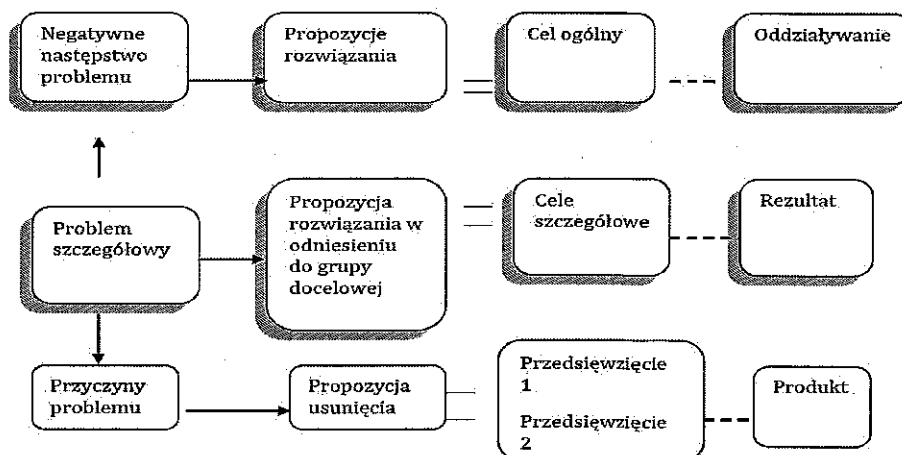 Negatywne
następstwo
problemu
Propozycje
rozwiązania
Cel ogólny
Oddziaływanie
Problem
szczegółowy
Propozycja
rozwiązania w
odniesieniu
do grupy
docelowej
Cele
szczegółowe
Rezultat
Przyczyny
problemu
Propozycja
usunięcia
Przedsięwzięcie
1
Przedsięwzięcie
2
Produkt